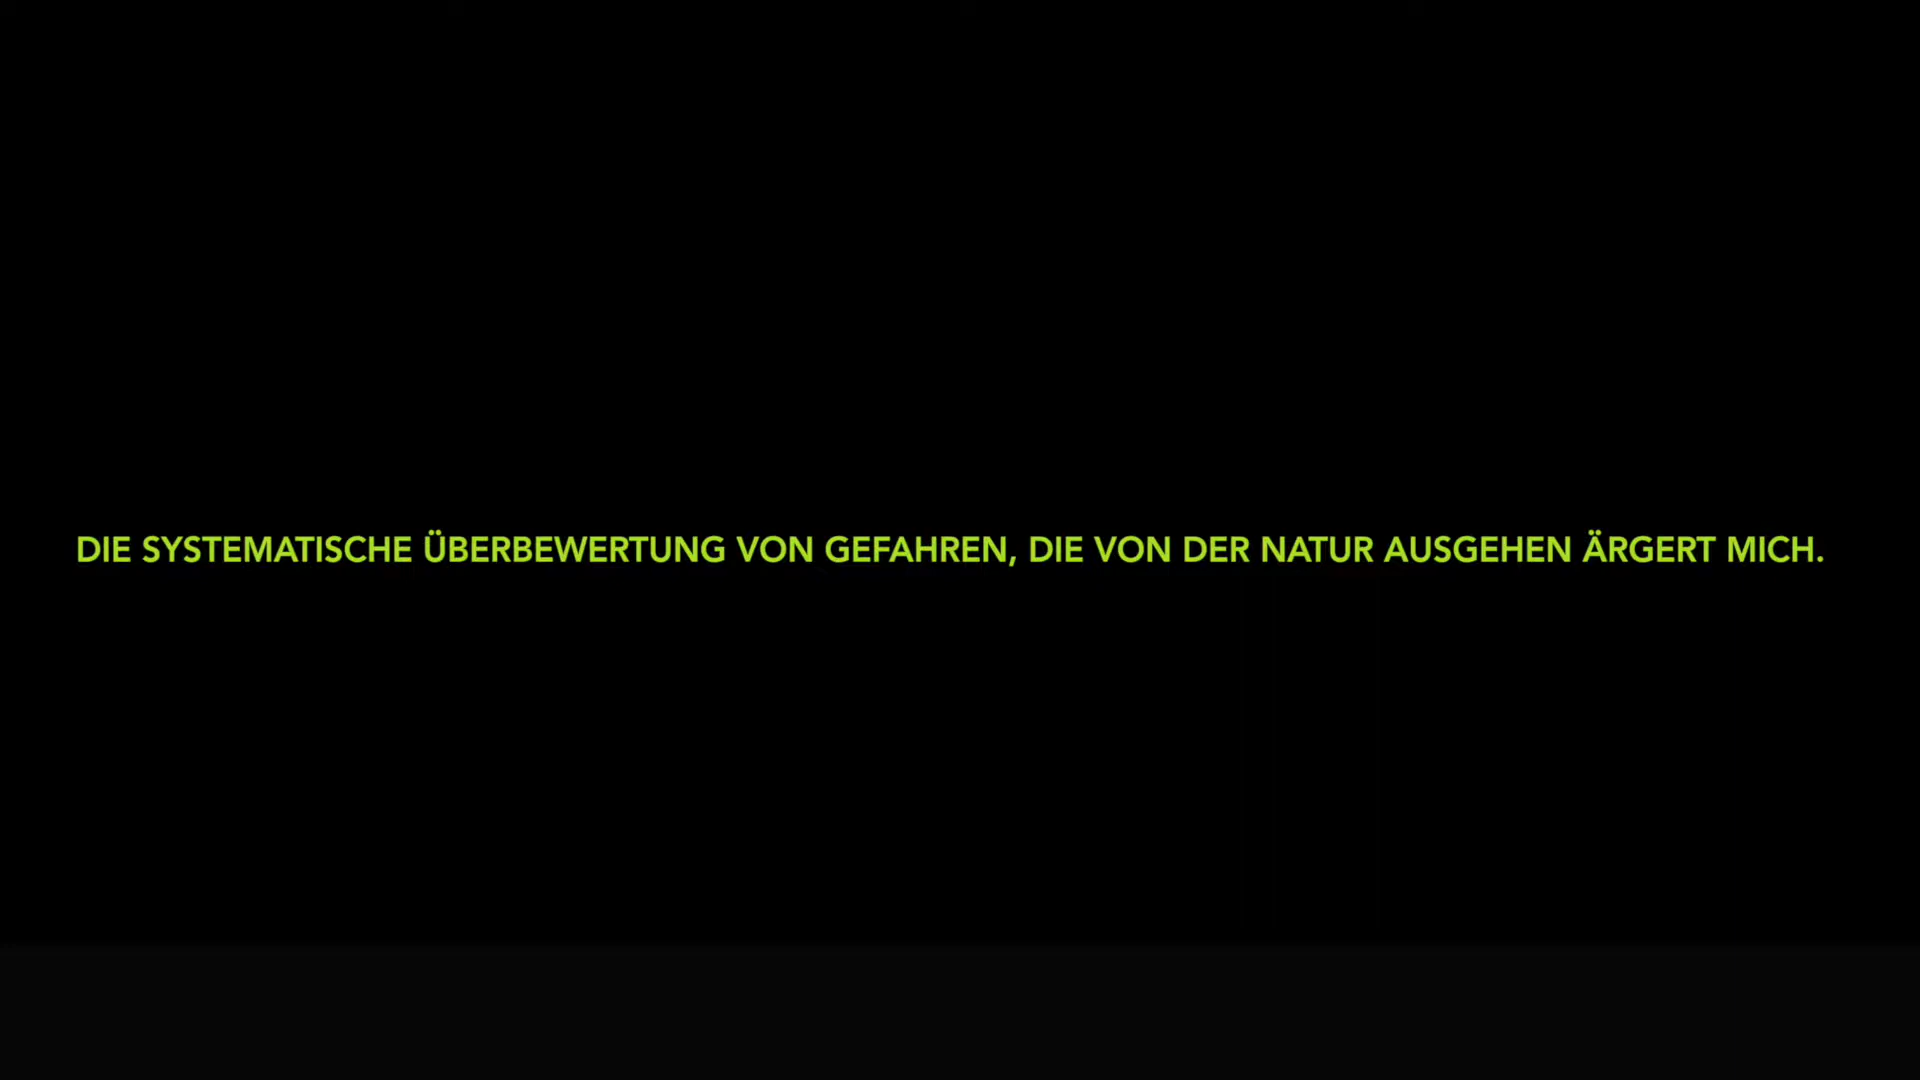 DIE SYSTEMATISCHE ÜBERBEWERTUNG VON GEFAHREN, DIE VON DER NATUR AUSGEHEN ÄRGERT MICH.